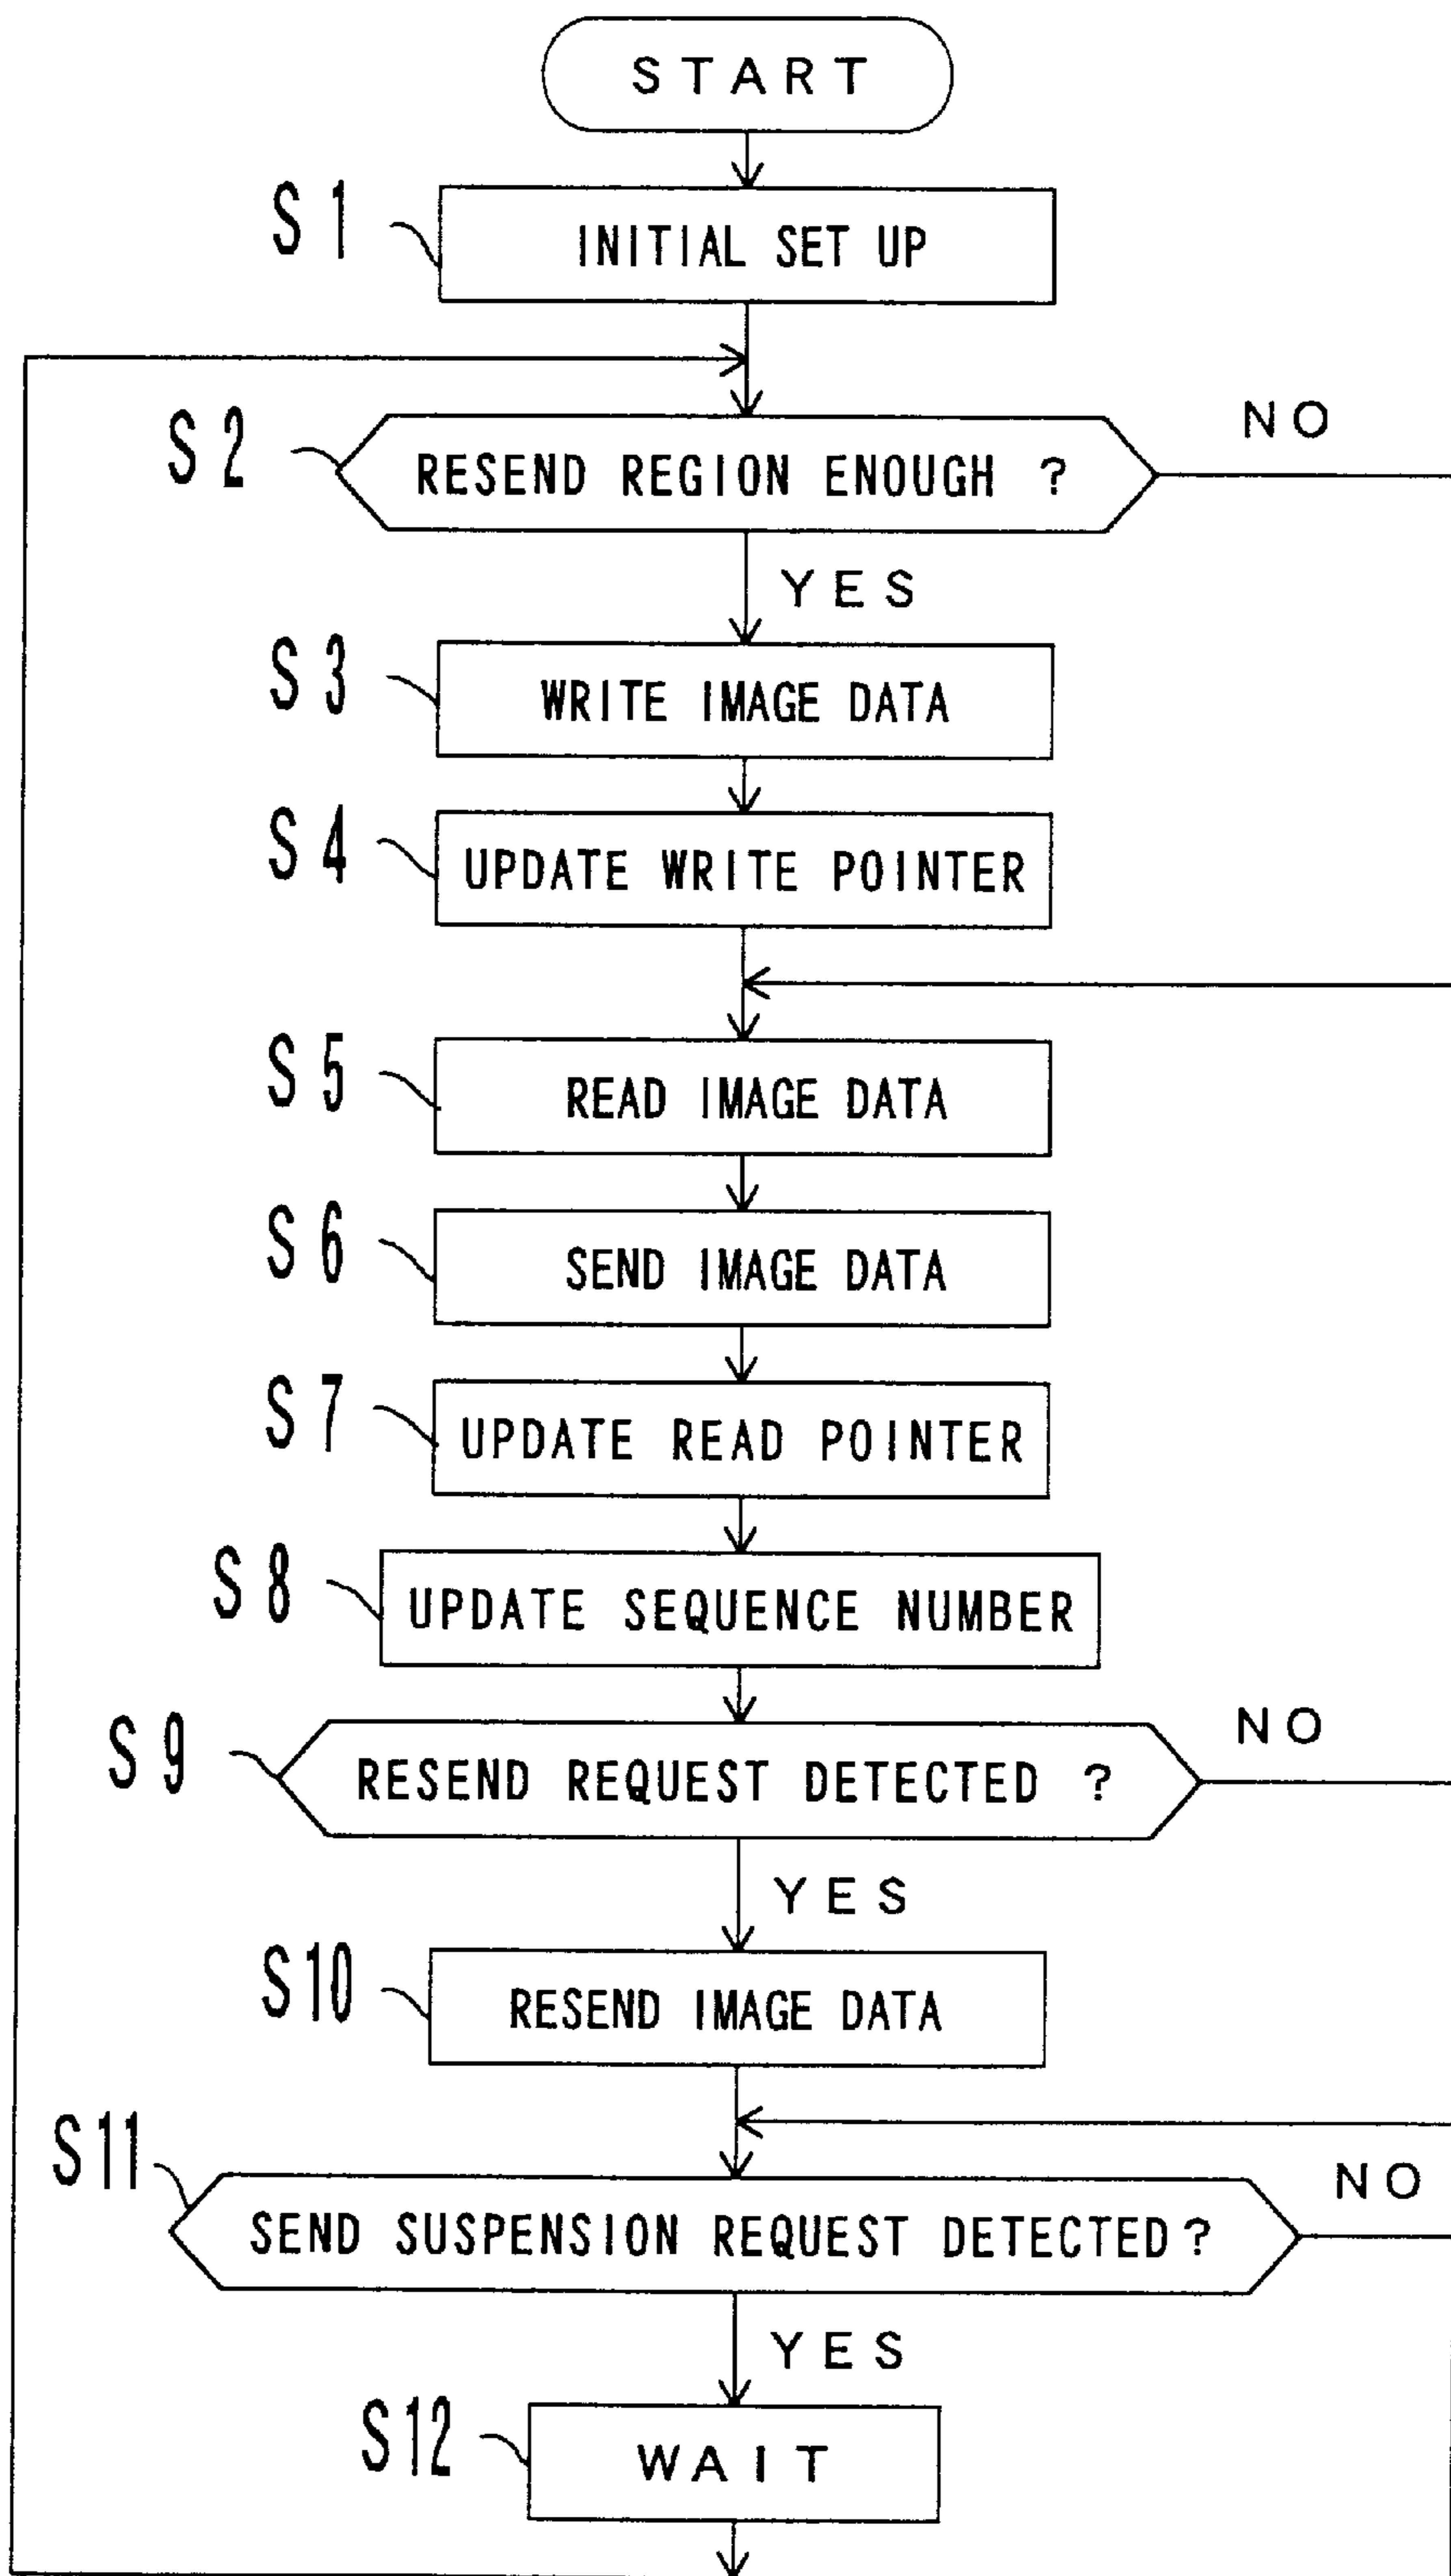 START
S1
INITIAL SET UP
S2
RESEND REGION ENOUGH ?
NO
YES
S3
WRITE IMAGE DATA
S4
UPDATE WRITE POINTER
S5
READ IMAGE DATA
S6
SEND IMAGE DATA
S7
UPDATE READ POINTER
S8
UPDATE SEQUENCE NUMBER
S9
RESEND REQUEST DETECTED ?
NO
YES
S10
RESEND IMAGE DATA
S11
SEND SUSPENSION REQUEST DETECTED?
NO
YES
S12
WAIT